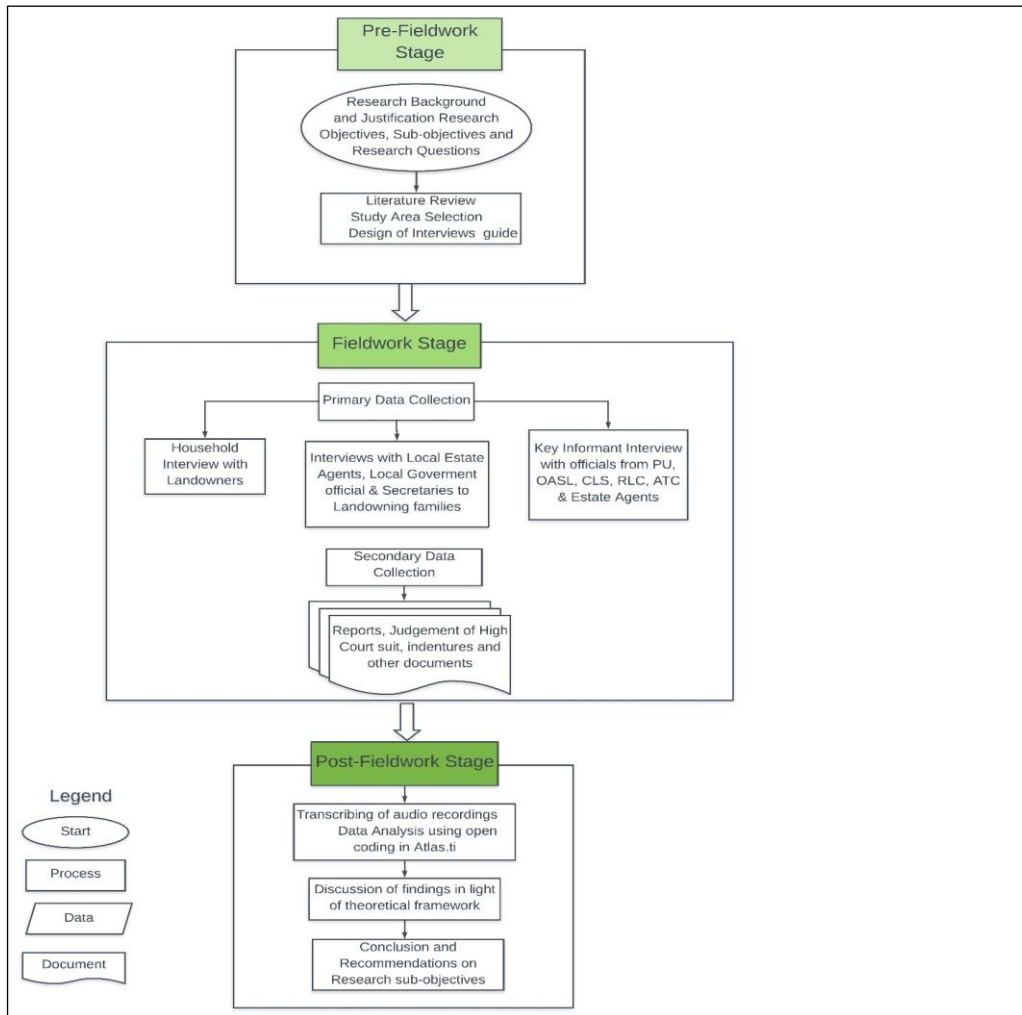 Pre-Fieldwork
Stage
Research Background
and Justification Research
Objectives, Sub-objectives and
Research Questions
Literature Review
Study Area Selection
Design of Interviews guide
Fieldwork Stage
Primary Data Collection
Household
Interview with
Landowners
Interviews with Local Estate
Agents, Local Goverment
official & Secretaries to
Landowning families
Key Informant Interview
with officials from PU,
OASL, CLS, RLC, ATC
& Estate Agents
Secondary Data
Collection
Reports, Judgement of High
Court suit, indentures and
other documents
Post-Fieldwork Stage
Transcribing of audio recordings
Data Analysis using open
coding in Atlas.ti
Discussion of findings in light
of theoretical framework
Conclusion and
Recommendations on
Research sub-objectives
Legend
Start
Process
Data
Document